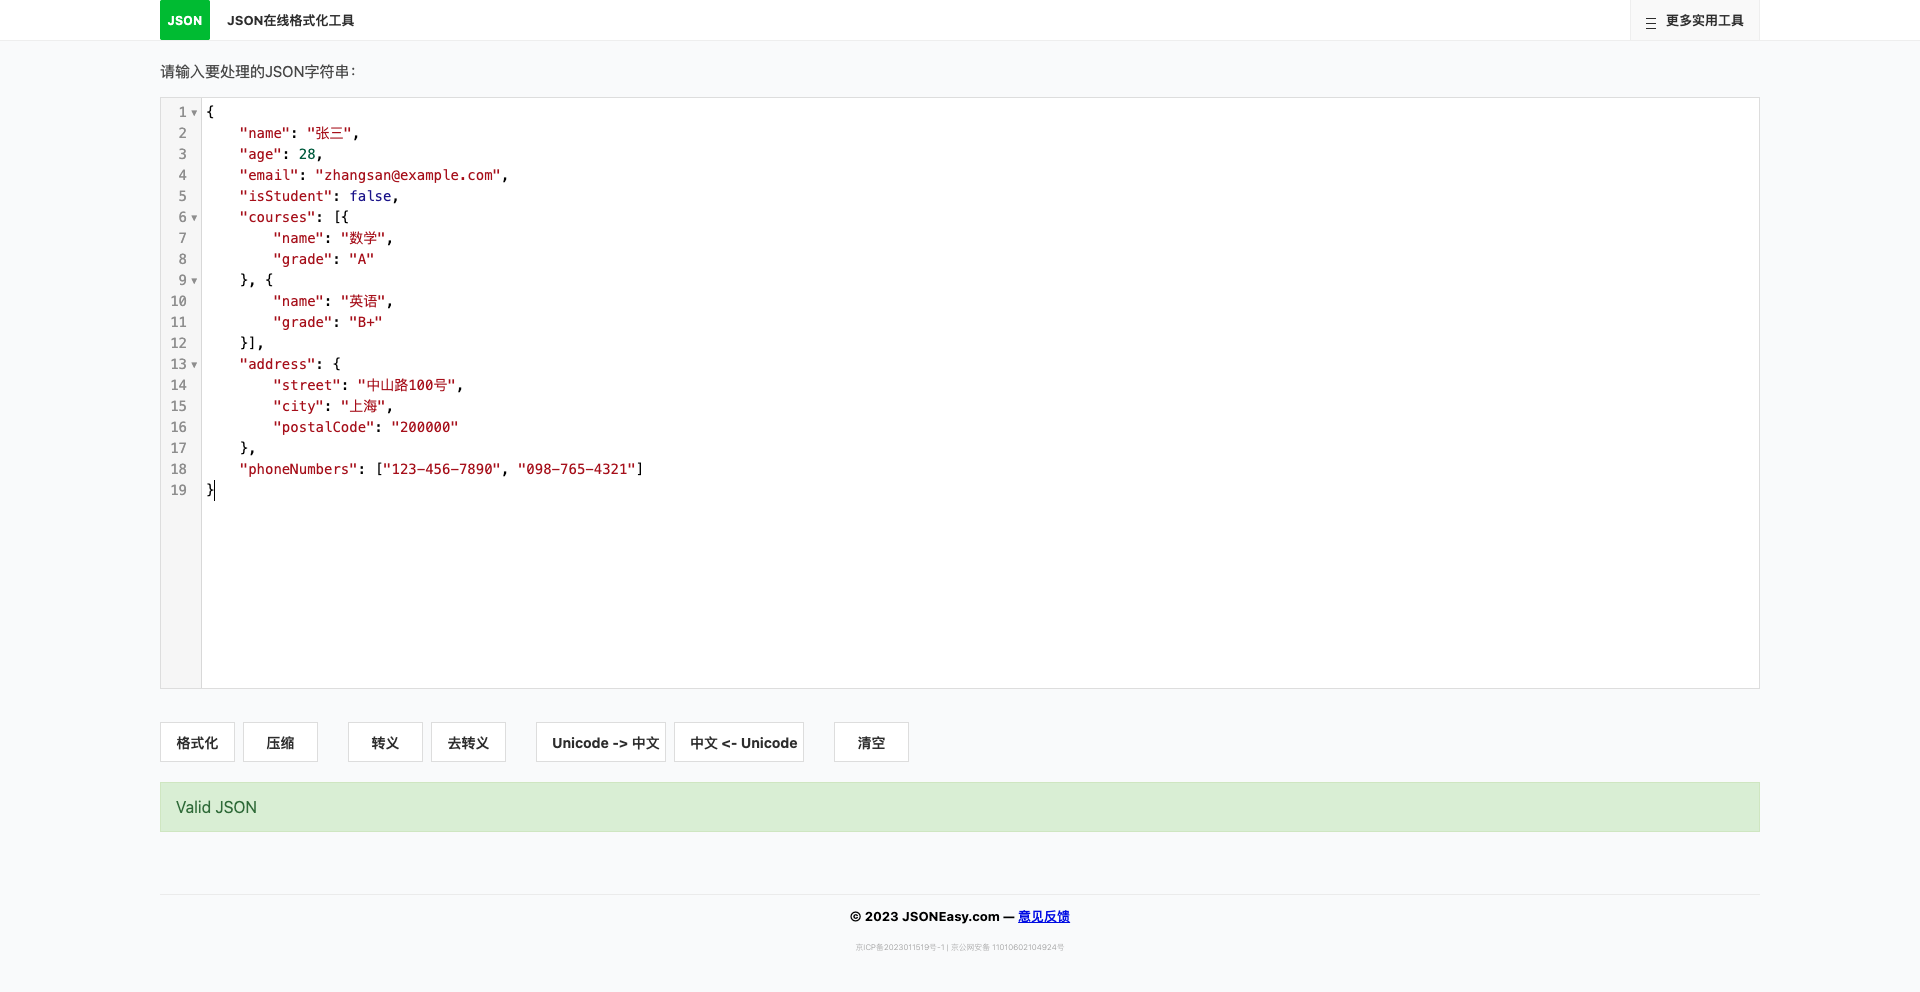 JSON JSON在线格式化工具 更多实用工具
请输入要处理的JSON字符串:
1 {
2     "name": "张三",
3     "age": 28,
4     "email": "zhangsan@example.com",
5     "isStudent": false,
6     "courses": [{
7         "name": "数学",
8         "grade": "A"
9     }, {
10         "name": "英语",
11         "grade": "B+"
12     }],
13     "address": {
14         "street": "中山路100号",
15         "city": "上海",
16         "postalCode": "200000"
17     },
18     "phoneNumbers": ["123-456-7890", "098-765-4321"]
19 }
格式化 压缩 转义 去转义 Unicode -> 中文 中文 <- Unicode 清空
Valid JSON
© 2023 JSONEasy.com — 意见反馈
京ICP备2023011519号-1 | 京公网安备 11010602104924号